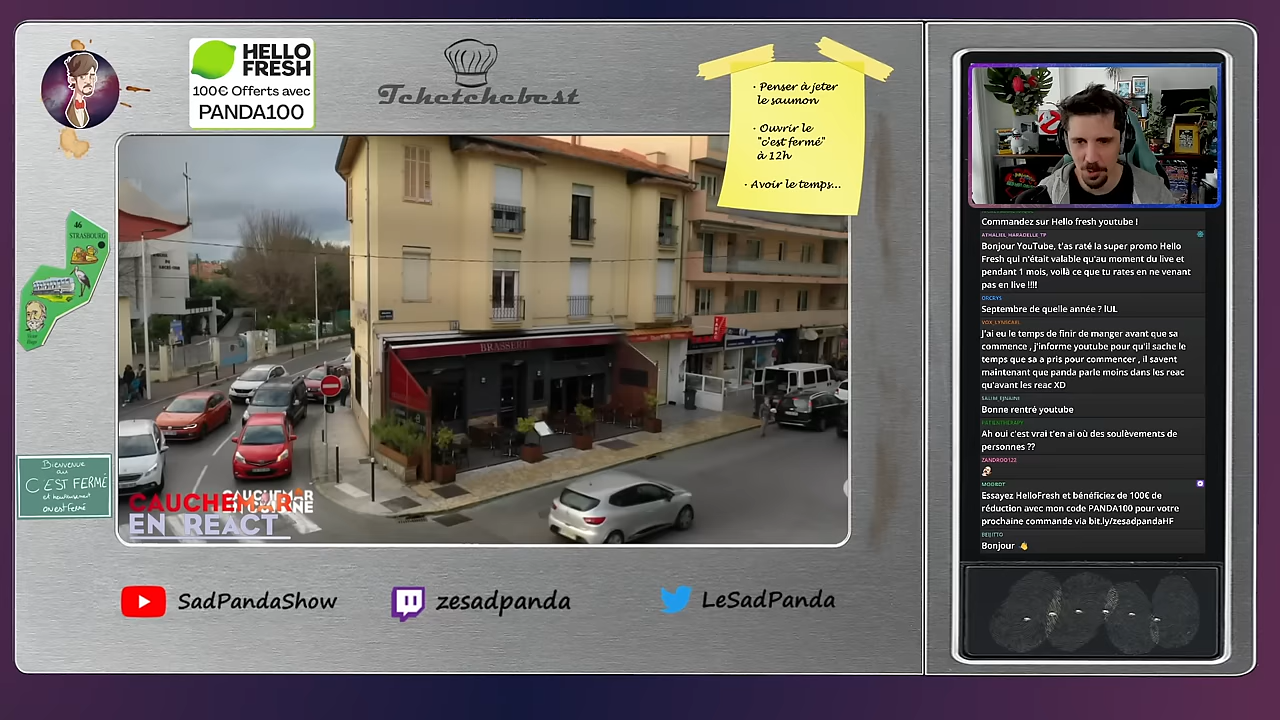 HELLO
FRESH
100€ Offerts avec
PANDA100
Tchetchebest
· Penser à jeter
le saumon
· Ouvrir le
"c'est fermé"
à 12h
· Avoir le temps...
46
STRASBOURG
Bienvenue
au
C'EST FERMÉ
et heureusement
on est fermé
BRASSERIE
CAUCHEMAR
EN REACT
SadPandaShow
zesadpanda
LeSadPanda
Commandez sur Hello fresh youtube !
Bonjour YouTube, t'as raté la super promo Hello
Fresh qui n'était valable qu'au moment du live et
pendant 1 mois, voilà ce que tu rates en ne venant
pas en live !!!!
ORCRYS
Septembre de quelle année ? lUL
J'ai eu le temps de finir de manger avant que sa
commence , j'informe youtube pour qu'il sache le
temps que sa a pris pour commencer , il savent
maintenant que panda parle moins dans les reac
qu'avant les reac XD
Bonne rentré youtube
Ah oui c'est vrai t'en ai où des soulèvements de
personnes ??
ZANDROO122
MOOBOT
Essayez HelloFresh et bénéficiez de 100€ de
réduction avec mon code PANDA100 pour votre
prochaine commande via bit.ly/zesadpandaHF
BEIJITTO
Bonjour